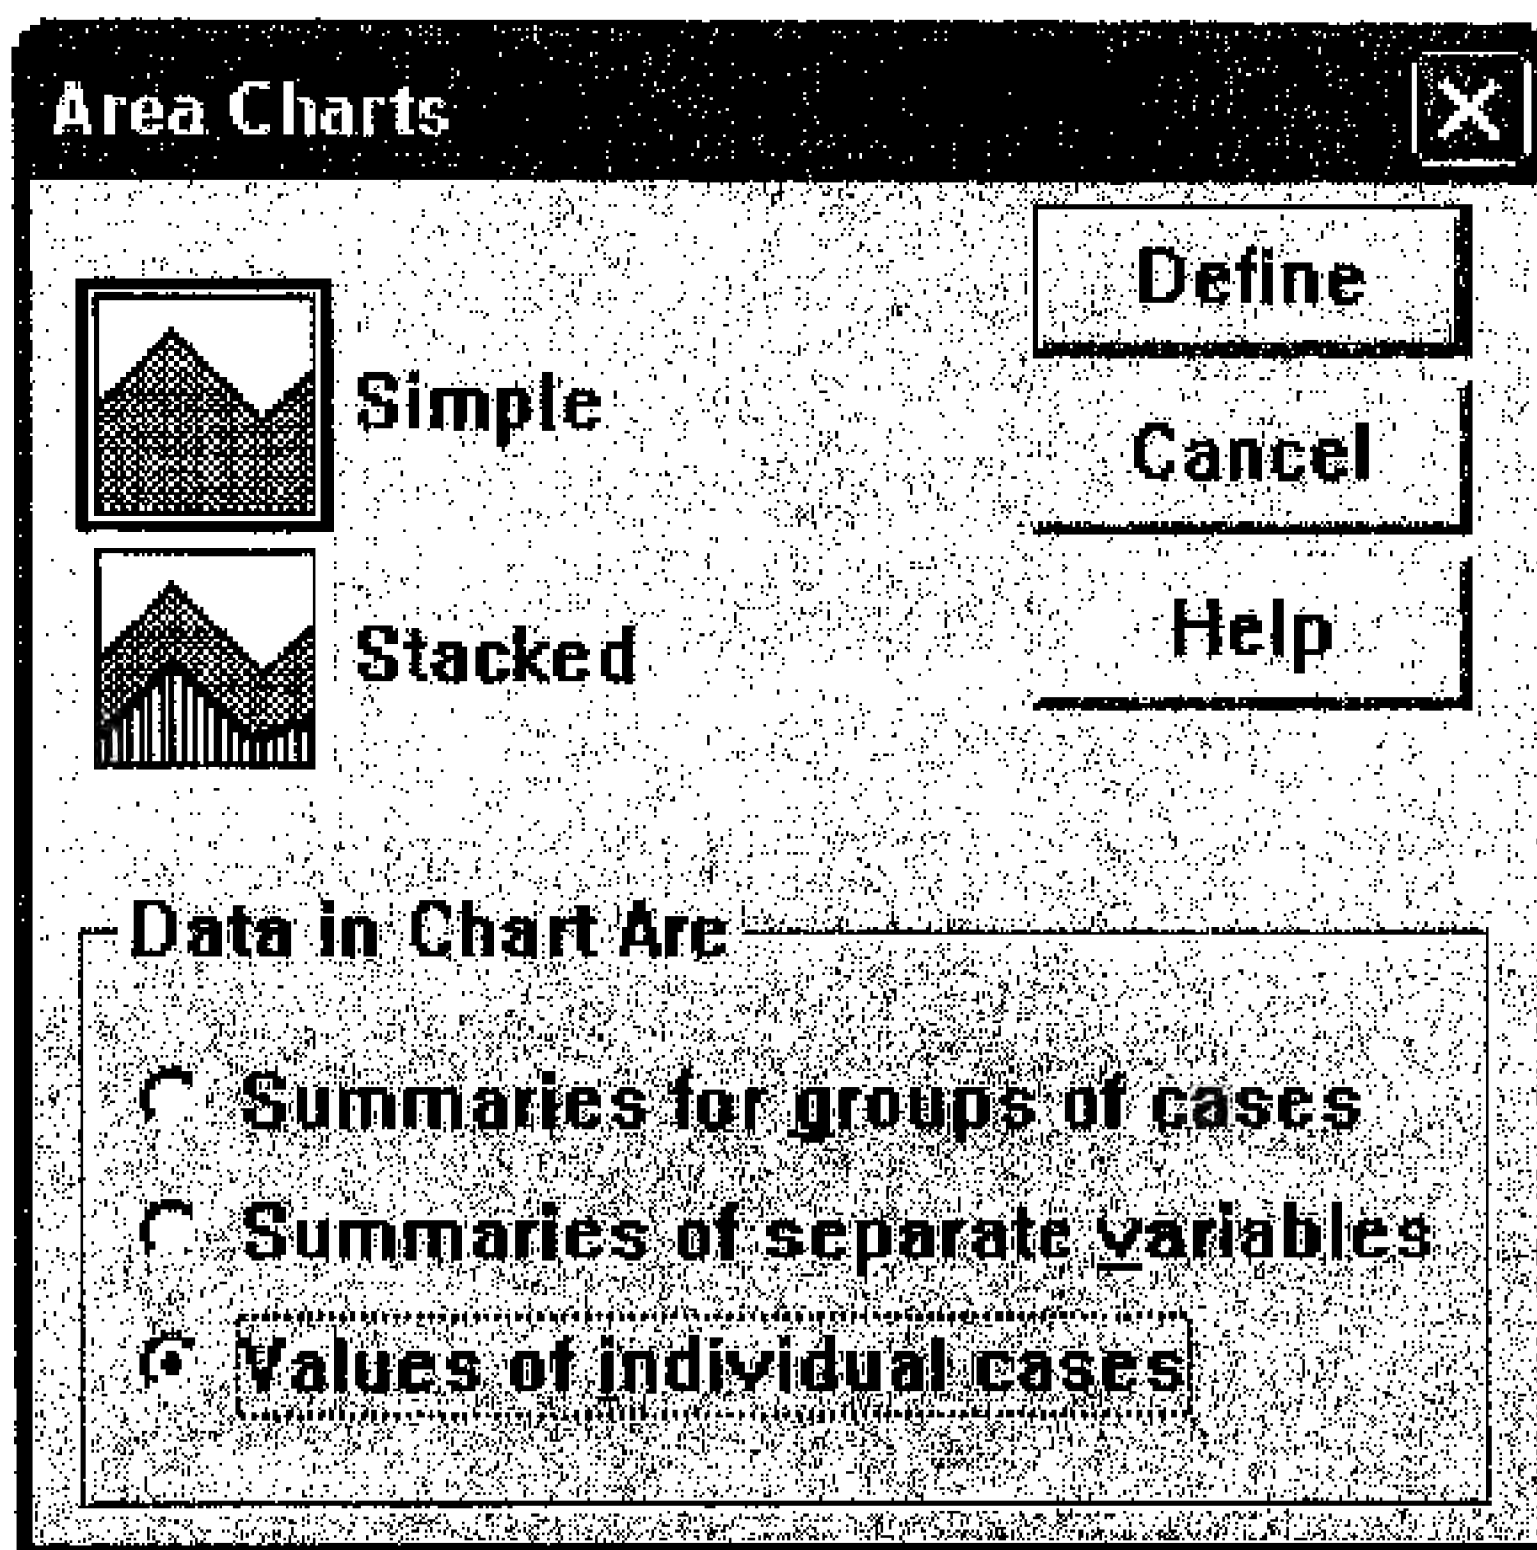 Area Charts
Define
Simple
Cancel
Help
Stacked
Data in Chart Are
Summaries for groups of cases
Summaries of separate variables
Values of individual cases